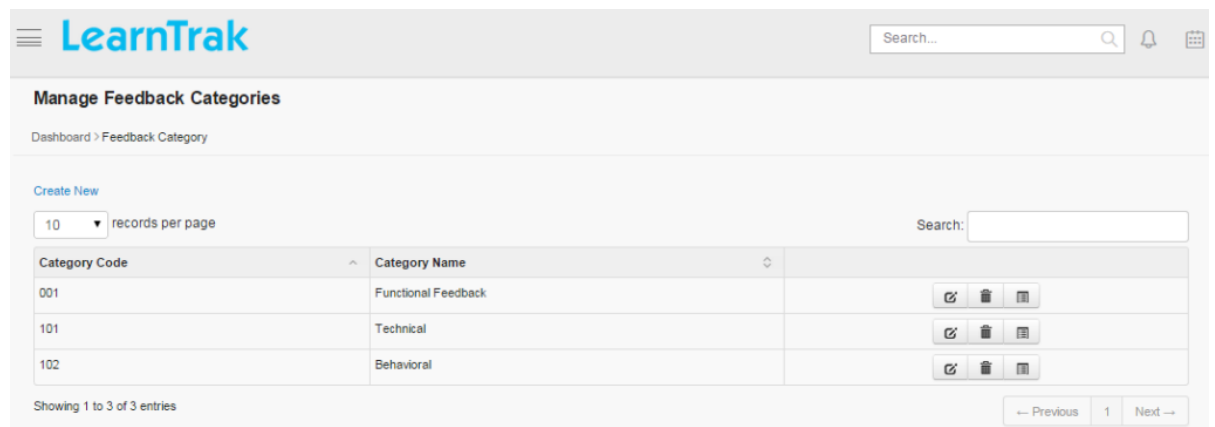 LearnTrak
Search...
Manage Feedback Categories
Dashboard > Feedback Category
Create New
10 records per page
Search:
Category Code Category Name
001 Functional Feedback
101 Technical
102 Behavioral
Showing 1 to 3 of 3 entries
← Previous 1 Next →